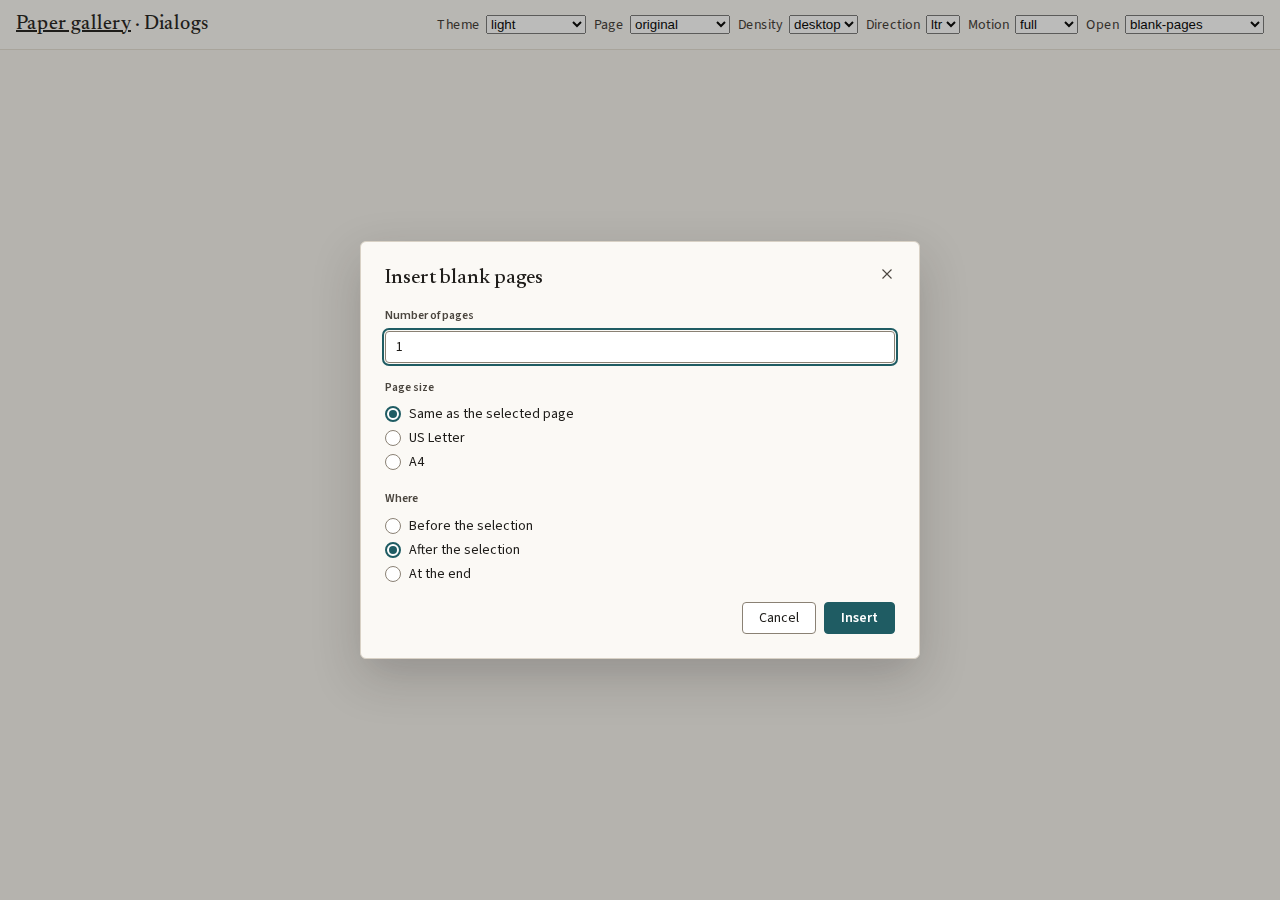 Paper gallery · Dialogs
Theme light Page original Density desktop Direction ltr Motion full Open blank-pages
Insert blank pages
Number of pages
1
Page size
Same as the selected page
US Letter
A4
Where
Before the selection
After the selection
At the end
Cancel Insert